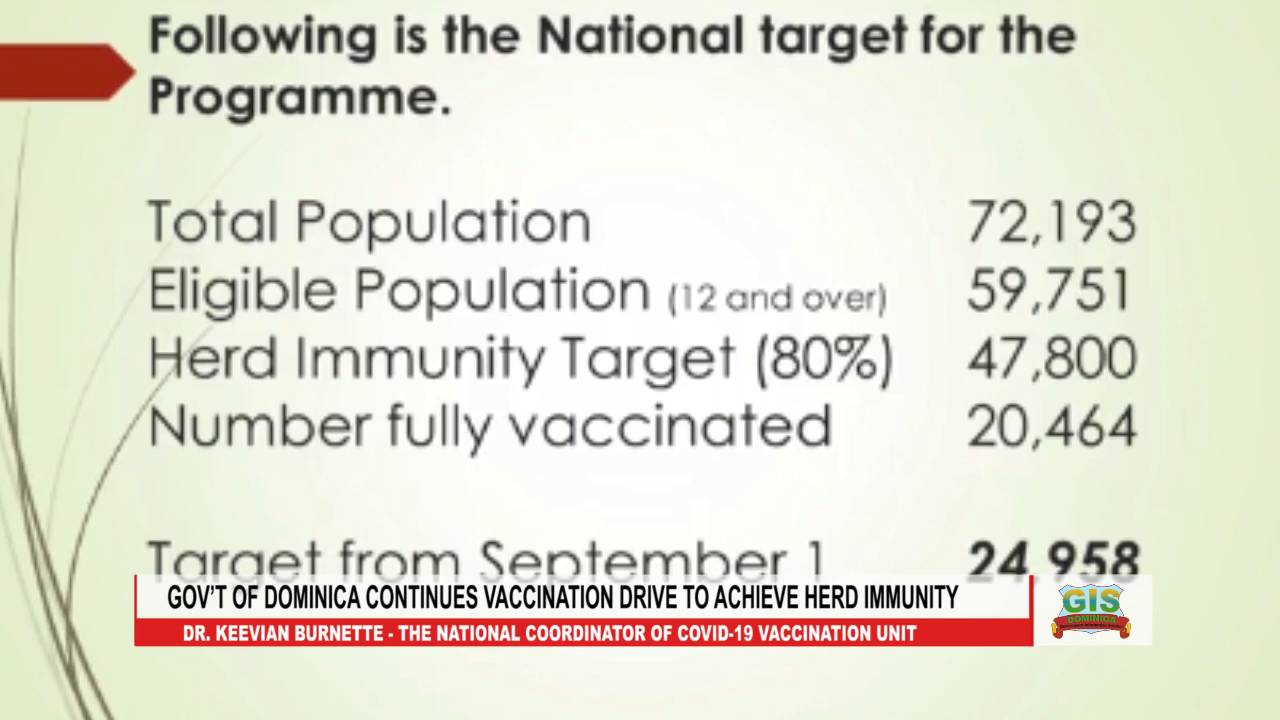 Following is the National target for the
Programme.
Total Population 72,193
Eligible Population (12 and over) 59,751
Herd Immunity Target (80%) 47,800
Number fully vaccinated 20,464
Target from September 1 24,958
GOV'T OF DOMINICA CONTINUES VACCINATION DRIVE TO ACHIEVE HERD IMMUNITY
DR. KEEVIAN BURNETTE - THE NATIONAL COORDINATOR OF COVID-19 VACCINATION UNIT
GIS
DOMINICA